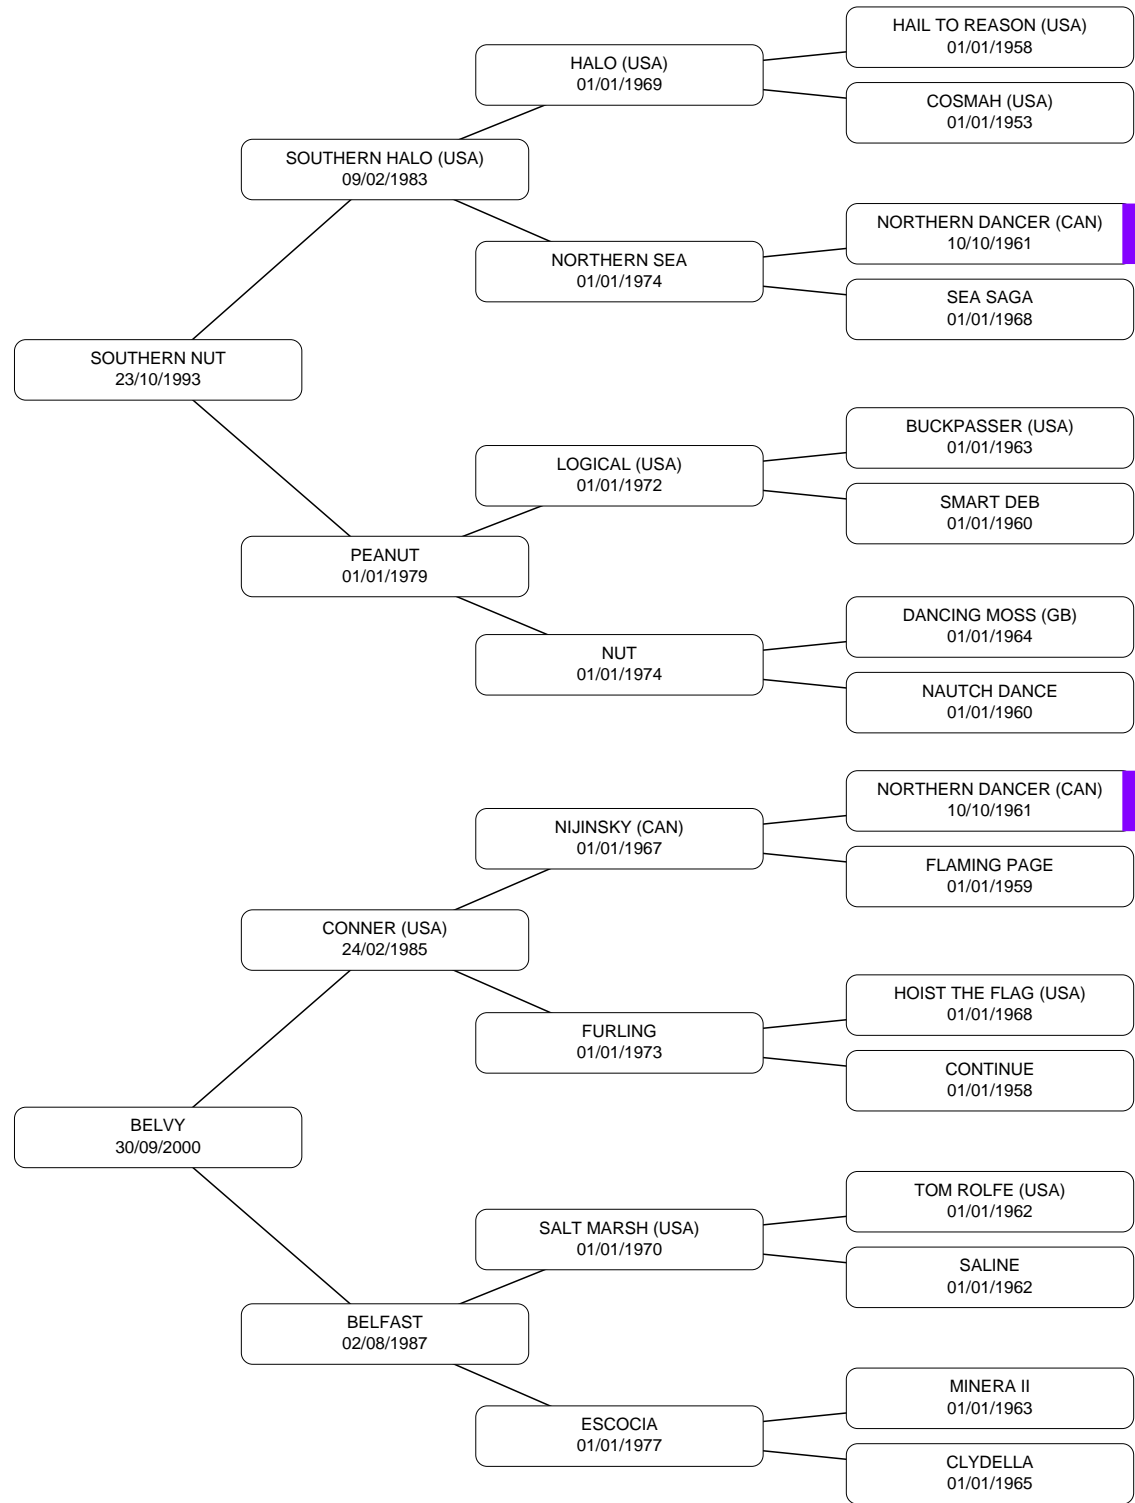 HAIL TO REASON (USA)
01/01/1958
HALO (USA)
01/01/1969
COSMAH (USA)
01/01/1953
SOUTHERN HALO (USA)
09/02/1983
NORTHERN DANCER (CAN)
10/10/1961
NORTHERN SEA
01/01/1974
SEA SAGA
01/01/1968
SOUTHERN NUT
23/10/1993
BUCKPASSER (USA)
01/01/1963
LOGICAL (USA)
01/01/1972
SMART DEB
01/01/1960
PEANUT
01/01/1979
DANCING MOSS (GB)
01/01/1964
NUT
01/01/1974
NAUTCH DANCE
01/01/1960
NORTHERN DANCER (CAN)
10/10/1961
NIJINSKY (CAN)
01/01/1967
FLAMING PAGE
01/01/1959
CONNER (USA)
24/02/1985
HOIST THE FLAG (USA)
01/01/1968
FURLING
01/01/1973
CONTINUE
01/01/1958
BELVY
30/09/2000
TOM ROLFE (USA)
01/01/1962
SALT MARSH (USA)
01/01/1970
SALINE
01/01/1962
BELFAST
02/08/1987
MINERA II
01/01/1963
ESCOCIA
01/01/1977
CLYDELLA
01/01/1965